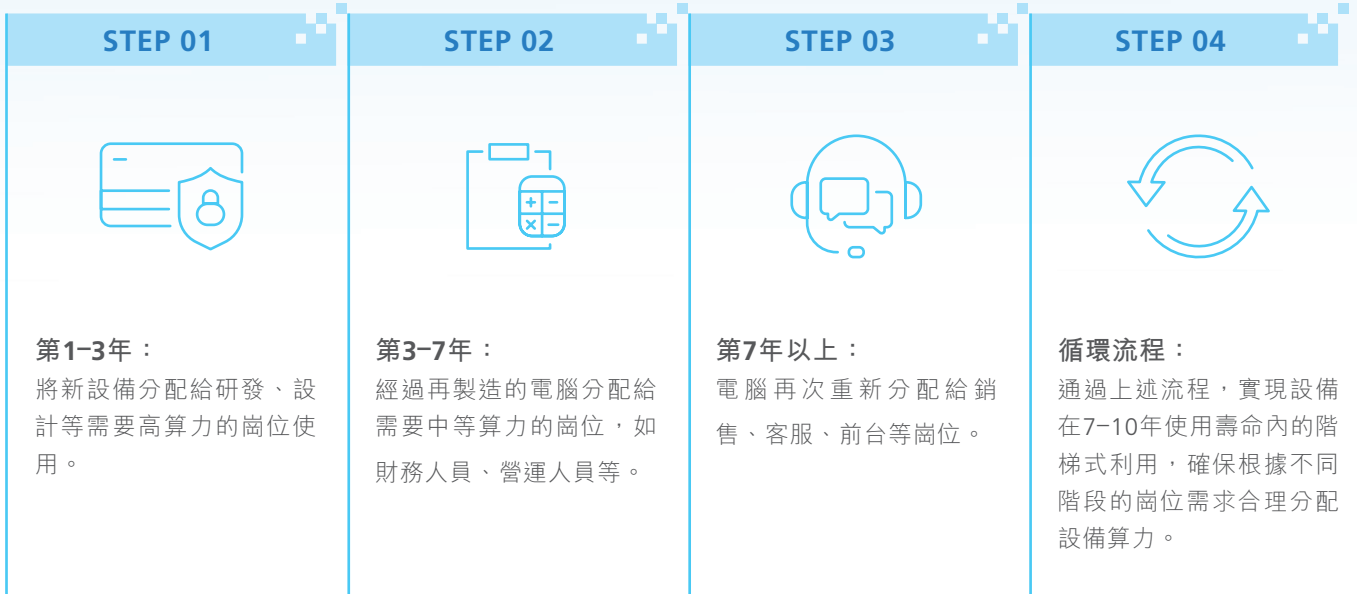 STEP 01
第1–3年：
將新設備分配給研發、設
計等需要高算力的崗位使
用。
STEP 02
第3–7年：
經過再製造的電腦分配給
需要中等算力的崗位，如
財務人員、營運人員等。
STEP 03
第7年以上：
電腦再次重新分配給銷
售、客服、前台等崗位。
STEP 04
循環流程：
通過上述流程，實現設備
在7–10年使用壽命內的階
梯式利用，確保根據不同
階段的崗位需求合理分配
設備算力。